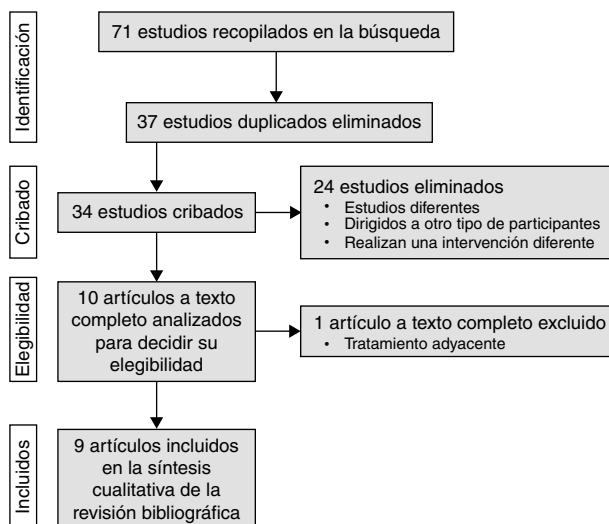 Identificación
71 estudios recopilados en la búsqueda
37 estudios duplicados eliminados
Cribado
34 estudios cribados
24 estudios eliminados
• Estudios diferentes
• Dirigidos a otro tipo de participantes
• Realizan una intervención diferente
Elegibilidad
10 artículos a texto
completo analizados
para decidir su
elegibilidad
1 artículo a texto completo excluido
• Tratamiento adyacente
Incluidos
9 artículos incluidos
en la síntesis
cualitativa de la
revisión bibliográfica